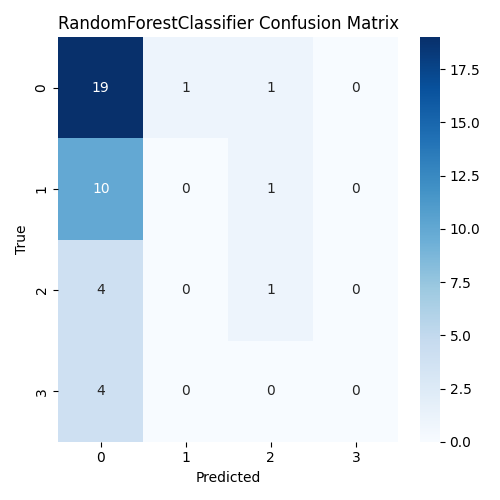 RandomForestClassifier Confusion Matrix
True
0 19 1 1 0
1 10 0 1 0
2 4 0 1 0
3 4 0 0 0
0 1 2 3
Predicted
17.5
15.0
12.5
10.0
7.5
5.0
2.5
0.0